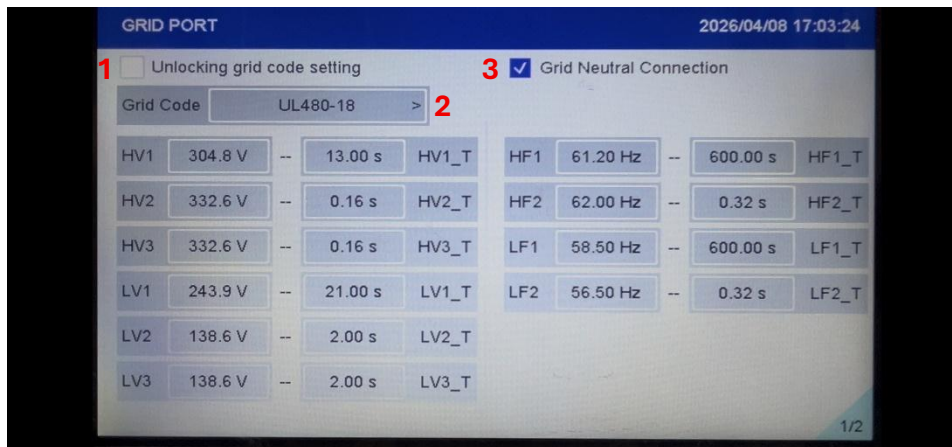 GRID PORT 2026/04/08 17:03:24
1 Unlocking grid code setting 3 Grid Neutral Connection
Grid Code UL480-18 > 2
HV1 304.8 V -- 13.00 s HV1_T HF1 61.20 Hz -- 600.00 s HF1_T
HV2 332.6 V -- 0.16 s HV2_T HF2 62.00 Hz -- 0.32 s HF2_T
HV3 332.6 V -- 0.16 s HV3_T LF1 58.50 Hz -- 600.00 s LF1_T
LV1 243.9 V -- 21.00 s LV1_T LF2 56.50 Hz -- 0.32 s LF2_T
LV2 138.6 V -- 2.00 s LV2_T
LV3 138.6 V -- 2.00 s LV3_T
1/2